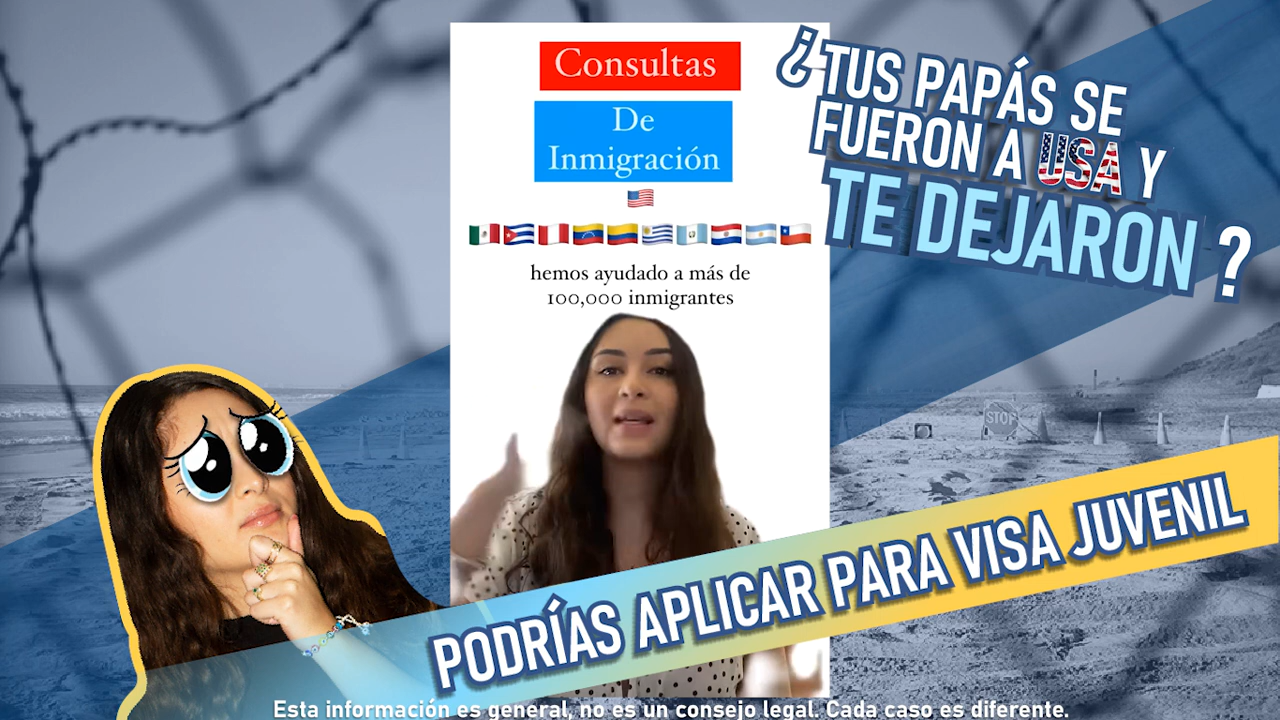 Consultas
De
Inmigración
hemos ayudado a más de
100,000 inmigrantes
¿TUS PAPÁS SE
FUERON A USA Y
TE DEJARON ?
STOP
PODRÍAS APLICAR PARA VISA JUVENIL
Esta información es general, no es un consejo legal. Cada caso es diferente.